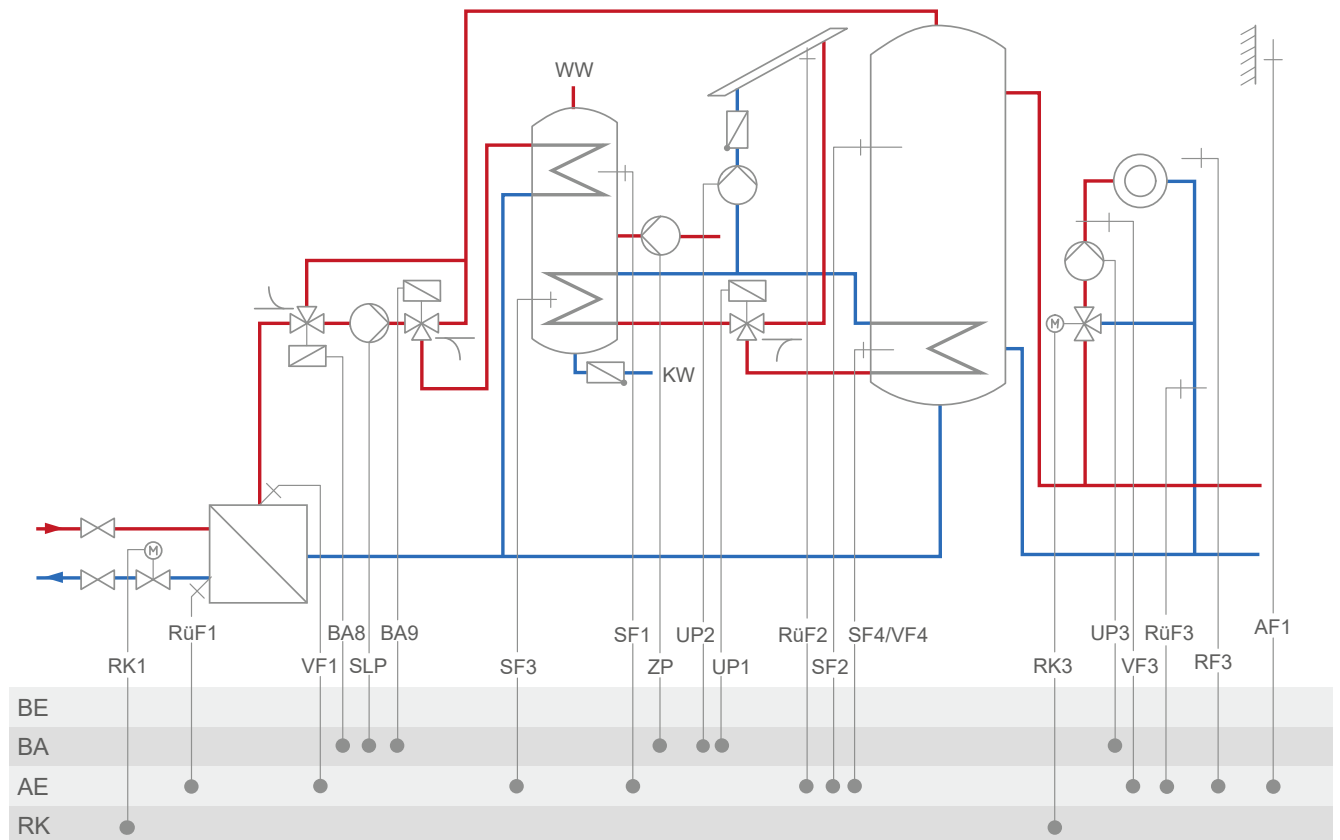 WW
KW
M
M
RüF1
BA8
BA9
SF1
UP2
RüF2
SF4/VF4
UP3
RüF3
AF1
RK1
VF1
SLP
SF3
ZP
UP1
SF2
RK3
VF3
RF3
BE
BA
AE
RK